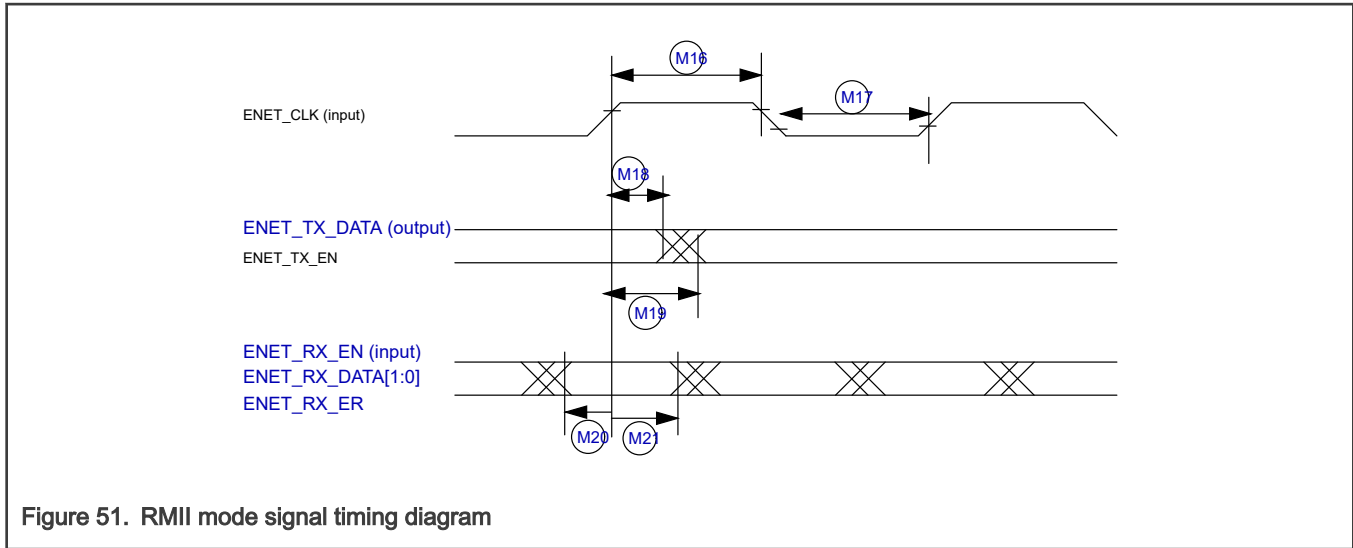 M16
ENET_CLK (input)
M17
M18
ENET_TX_DATA (output)
ENET_TX_EN
M19
ENET_RX_EN (input)
ENET_RX_DATA[1:0]
ENET_RX_ER
M20
M21
Figure 51. RMII mode signal timing diagram